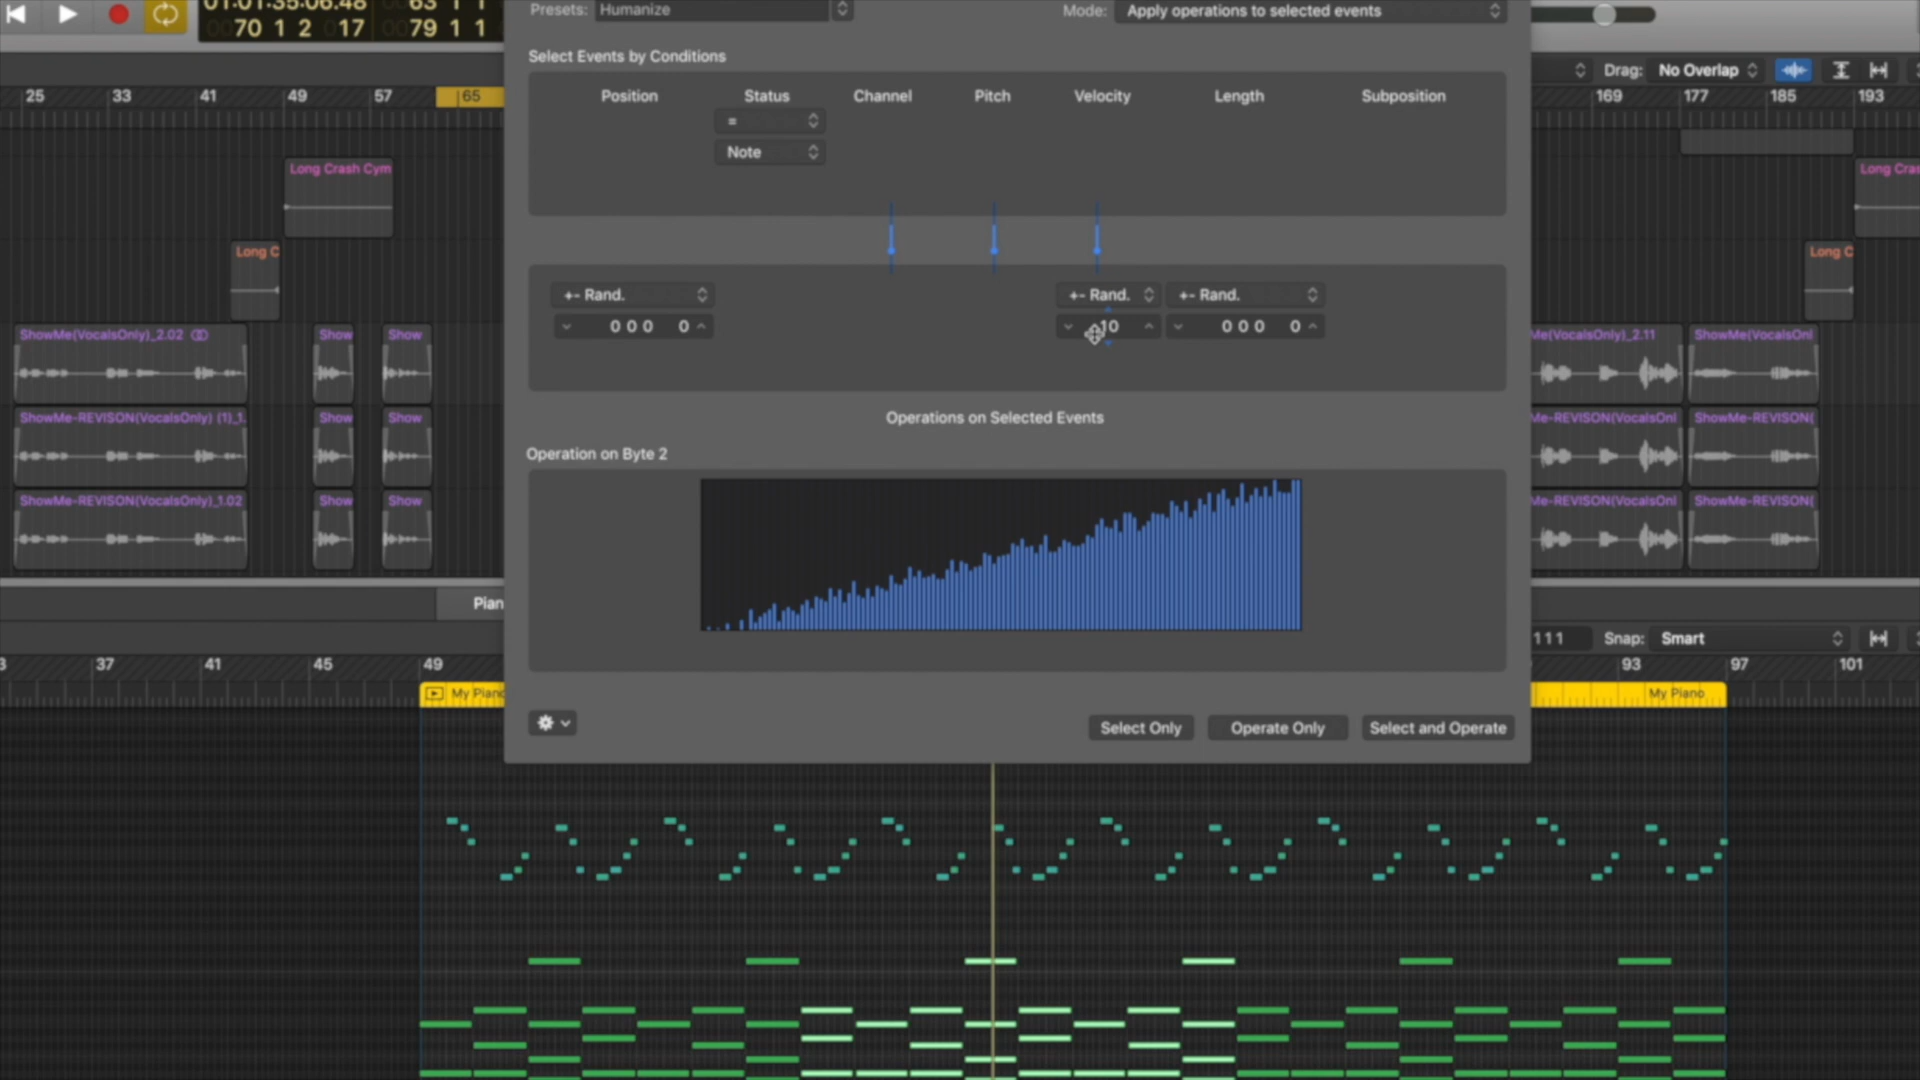 Presets: Humanize
Mode: Apply operations to selected events
01:01:35:06.48
63 1 1
70 1 2 17
79 1 1
Select Events by Conditions
Drag: No Overlap
25 33 41 49 57 65
Position Status Channel Pitch Velocity Length Subposition
169 177 185 193
=
Note
Long Crash Cym
Long Cras
Long C
Long C
+- Rand.
+- Rand.
+- Rand.
0 0 0 0
10
0 0 0 0
ShowMe(VocalsOnly)_2.02
Show
Show
Me(VocalsOnly)_2.11
ShowMe(VocalsOnl
ShowMe-REVISON(VocalsOnly) (1)_1.
Show
Show
Me-REVISON(VocalsOnl
ShowMe-REVISON(
Operations on Selected Events
Operation on Byte 2
ShowMe-REVISON(VocalsOnly)_1.02
Show
Show
Me-REVISON(VocalsOnl
ShowMe-REVISON(
Pian
1 1 1
Snap: Smart
3 37 41 45 49
93 97 101
My Piano
My Piano
Select Only
Operate Only
Select and Operate